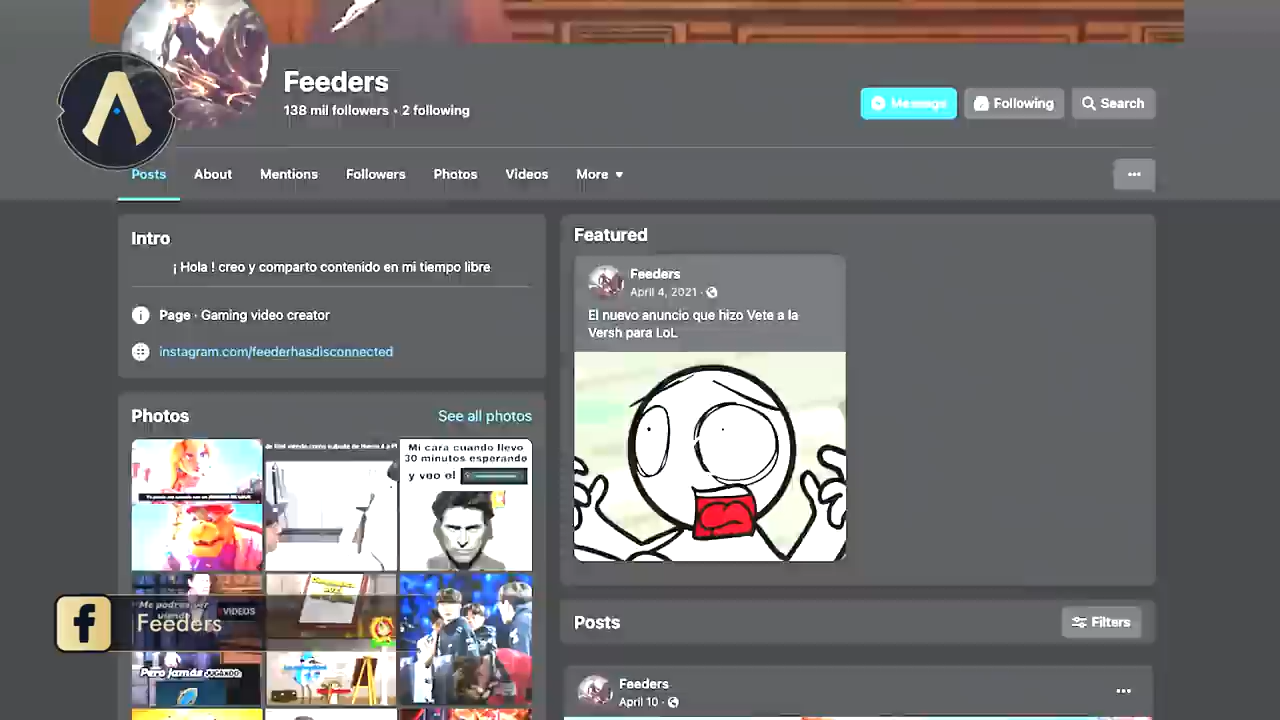 Feeders
138 mil followers • 2 following
Message
Following
Search
Posts
About
Mentions
Followers
Photos
Videos
More
Intro
¡ Hola ! creo y comparto contenido en mi tiempo libre
Page · Gaming video creator
instagram.com/feederhasdisconnected
Photos
See all photos
Mi cara cuando llevo
30 minutos esperando
y veo el
Me podrás ver
VIDEOS
Feeders
Pero jamás JUGANDO
Featured
Feeders
April 4, 2021 ·
El nuevo anuncio que hizo Vete a la
Versh para LoL
Posts
Filters
Feeders
April 10 ·